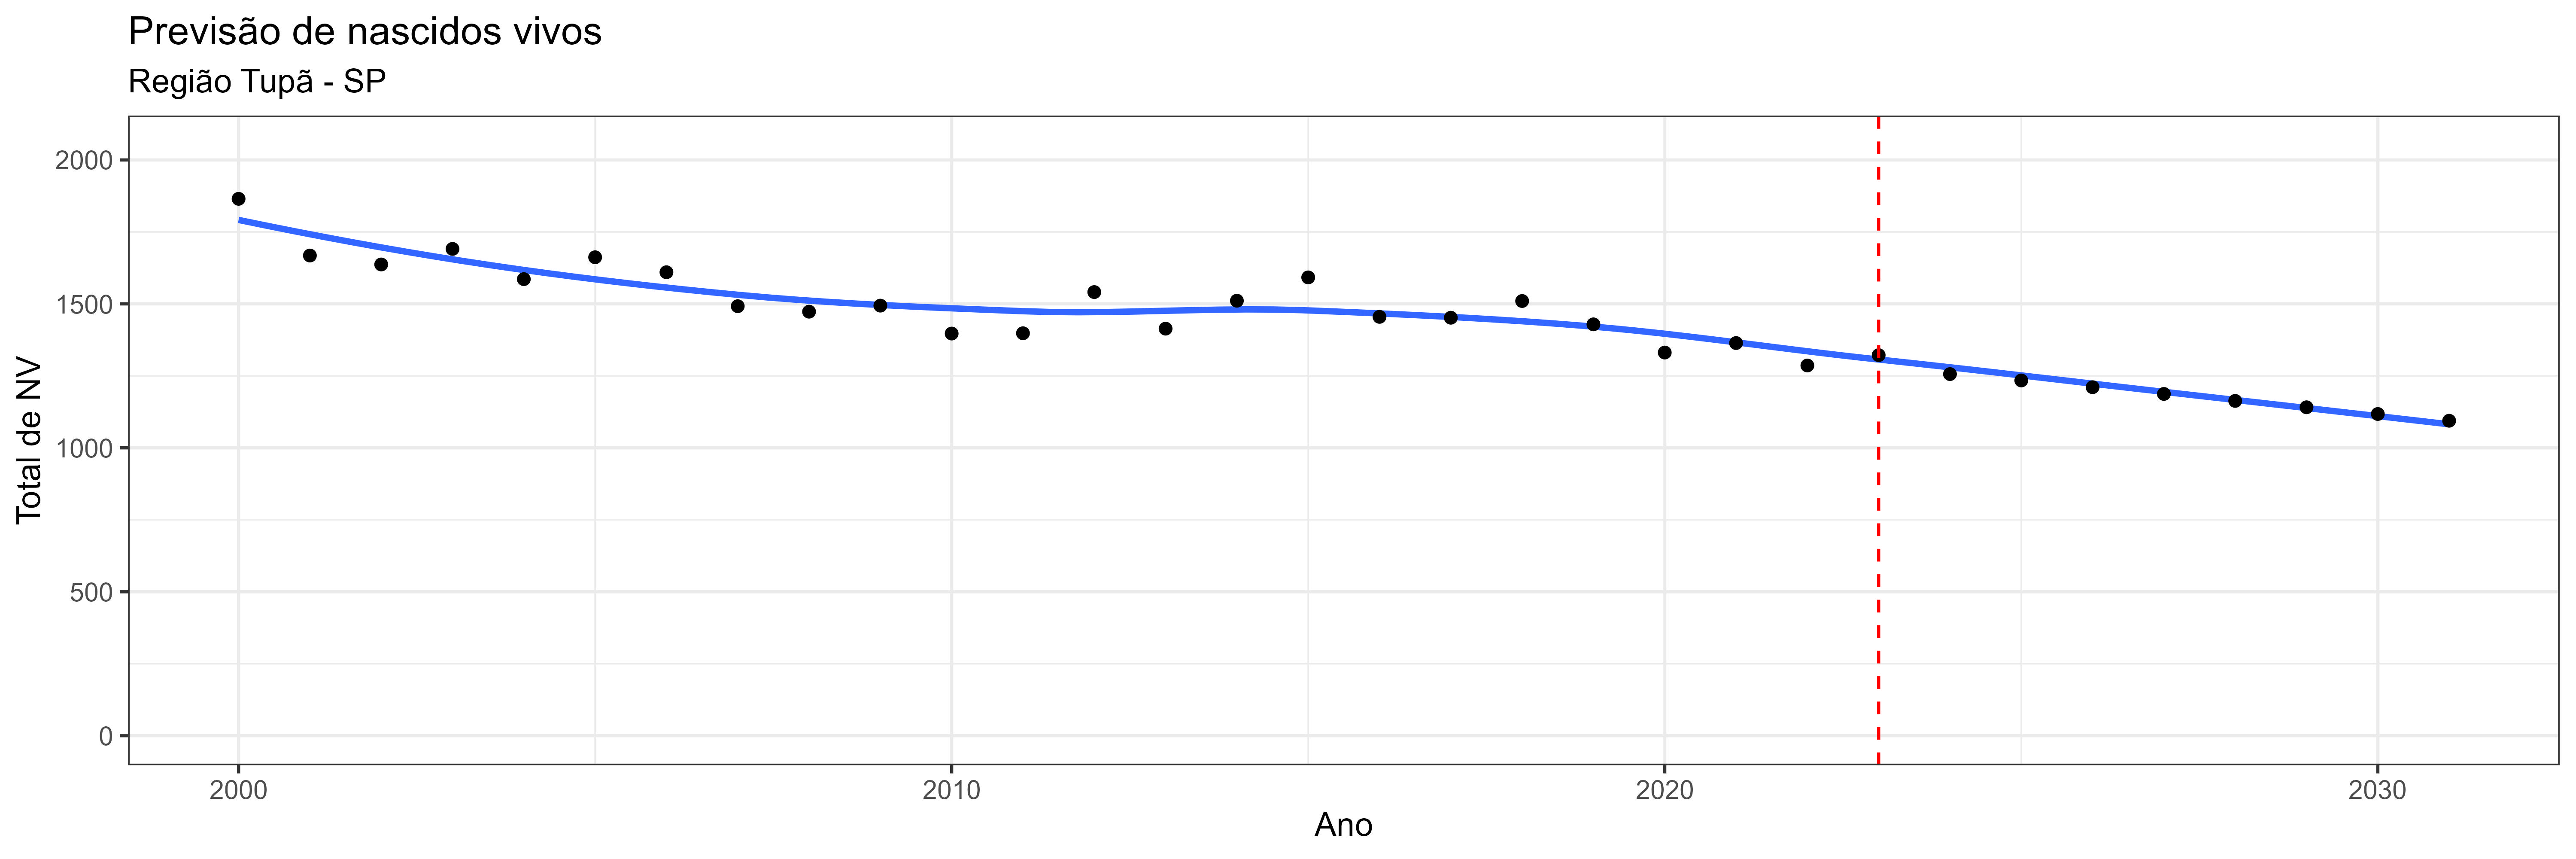 Previsão de nascidos vivos
Região Tupã - SP
Total de NV
2000
1500
1000
500
0
2000
2010
2020
2030
Ano